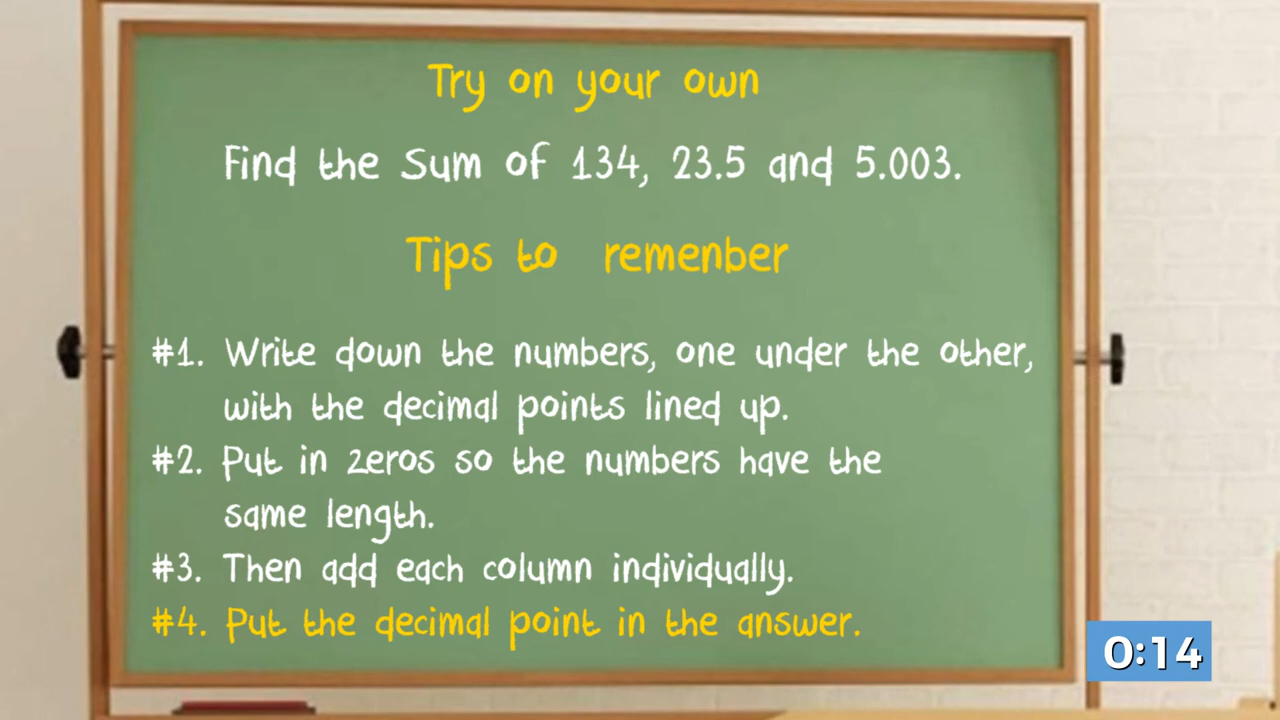 Try on your own
Find the Sum of 134, 23.5 and 5.003.
Tips to remenber
#1. Write down the numbers, one under the other,
with the decimal points lined up.
#2. Put in zeros so the numbers have the
same length.
#3. Then add each column individually.
#4. Put the decimal point in the answer.
0:14